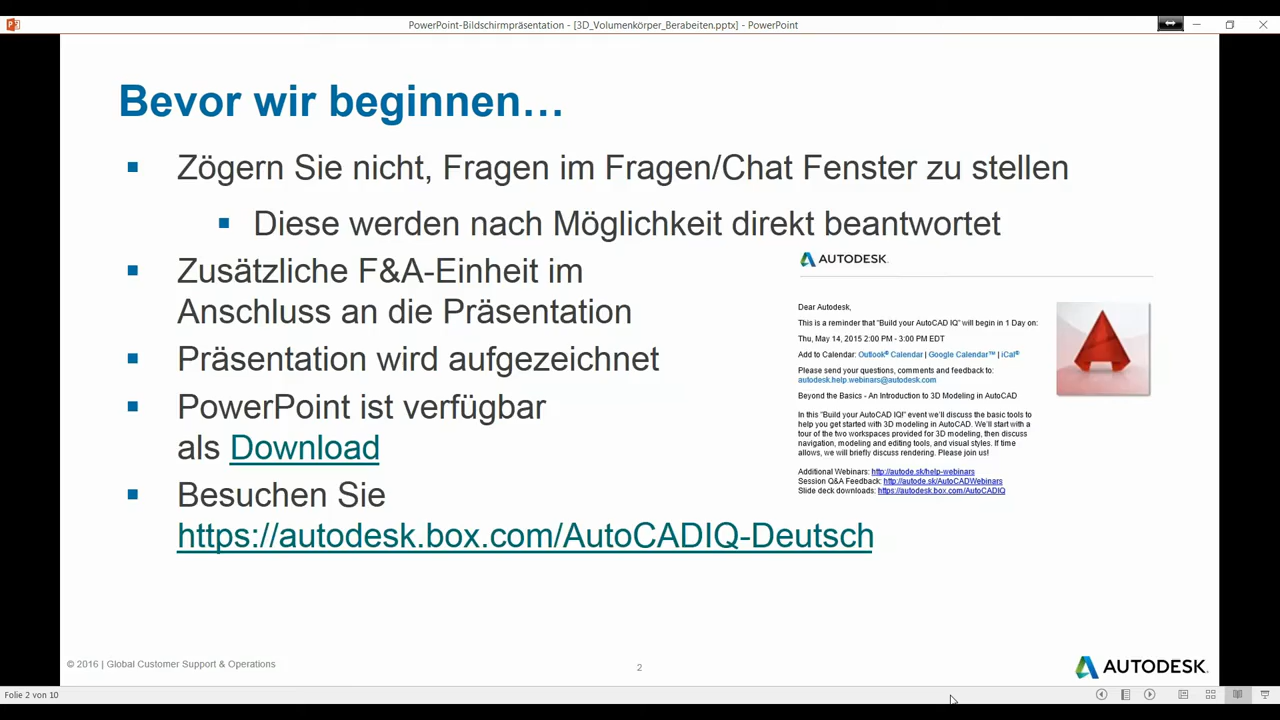 PowerPoint-Bildschirmpräsentation - [3D_Volumenkörper_Berabeiten.pptx] - PowerPoint
Bevor wir beginnen…
Zögern Sie nicht, Fragen im Fragen/Chat Fenster zu stellen
Diese werden nach Möglichkeit direkt beantwortet
Zusätzliche F&A-Einheit im
Anschluss an die Präsentation
Präsentation wird aufgezeichnet
PowerPoint ist verfügbar
als Download
Besuchen Sie
https://autodesk.box.com/AutoCADIQ-Deutsch
AUTODESK.
Dear Autodesk,
This is a reminder that "Build your AutoCAD IQ" will begin in 1 Day on:
Thu, May 14, 2015 2:00 PM - 3:00 PM EDT
Add to Calendar: Outlook® Calendar | Google Calendar™ | iCal®
Please send your questions, comments and feedback to:
autodesk.help.webinars@autodesk.com
Beyond the Basics - An Introduction to 3D Modeling in AutoCAD
In this "Build your AutoCAD IQ!" event we'll discuss the basic tools to
help you get started with 3D modeling in AutoCAD. We'll start with a
tour of the two workspaces provided for 3D modeling, then discuss
navigation, modeling and editing tools, and visual styles. If time
allows, we will briefly discuss rendering. Please join us!
Additional Webinars: http://autode.sk/help-webinars
Session Q&A Feedback: http://autode.sk/AutoCADWebinars
Slide deck downloads: https://autodesk.box.com/AutoCADIQ
© 2016 | Global Customer Support & Operations
2
AUTODESK.
Folie 2 von 10